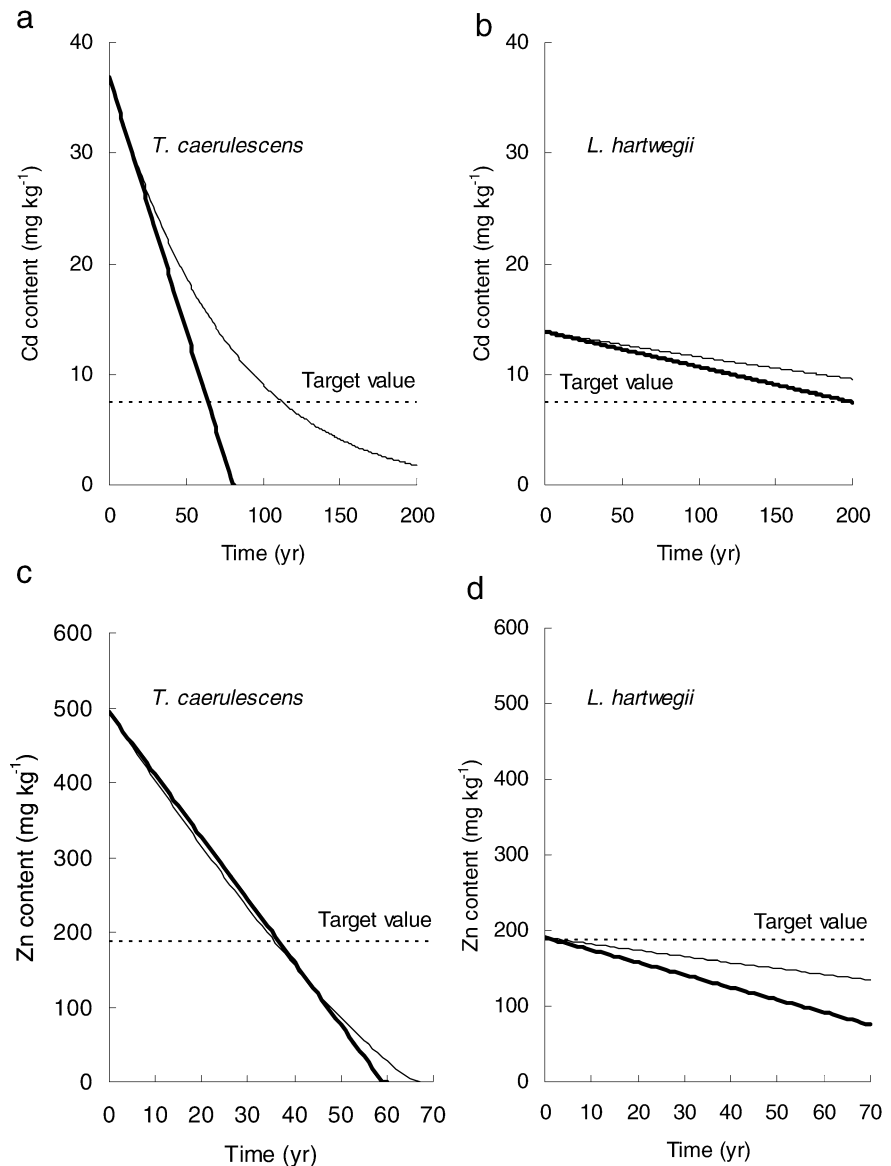 a
40
30
20
10
0
Cd content (mg kg-1)
T. caerulescens
Target value
0 50 100 150 200
Time (yr)
b
40
30
20
10
0
Cd content (mg kg-1)
L. hartwegii
Target value
0 50 100 150 200
Time (yr)
c
600
500
400
300
200
100
0
Zn content (mg kg-1)
T. caerulescens
Target value
0 10 20 30 40 50 60 70
Time (yr)
d
600
500
400
300
200
100
0
Zn content (mg kg-1)
L. hartwegii
Target value
0 10 20 30 40 50 60 70
Time (yr)